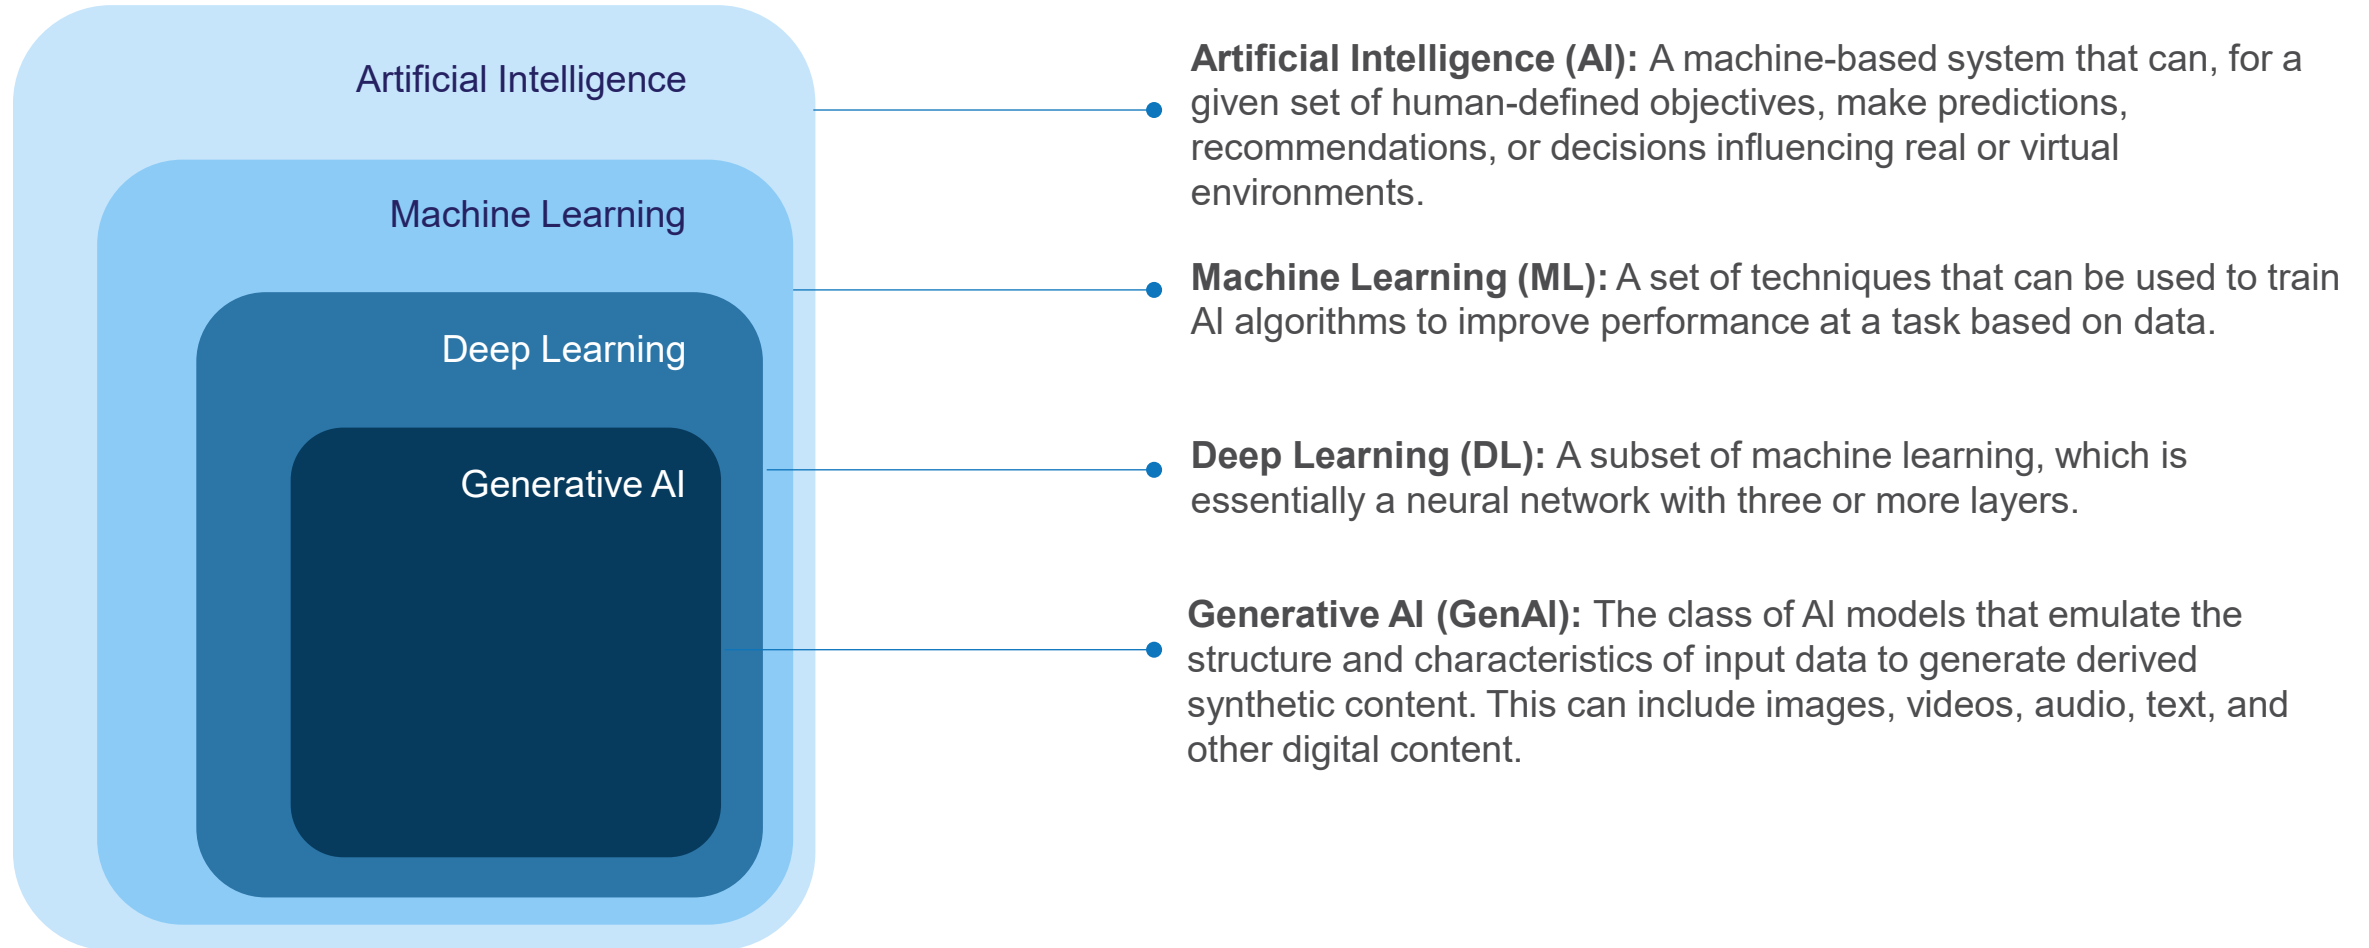 Artificial Intelligence
Machine Learning
Deep Learning
Generative AI
Artificial Intelligence (AI): A machine-based system that can, for a
given set of human-defined objectives, make predictions,
recommendations, or decisions influencing real or virtual
environments.
Machine Learning (ML): A set of techniques that can be used to train
AI algorithms to improve performance at a task based on data.
Deep Learning (DL): A subset of machine learning, which is
essentially a neural network with three or more layers.
Generative AI (GenAI): The class of AI models that emulate the
structure and characteristics of input data to generate derived
synthetic content. This can include images, videos, audio, text, and
other digital content.